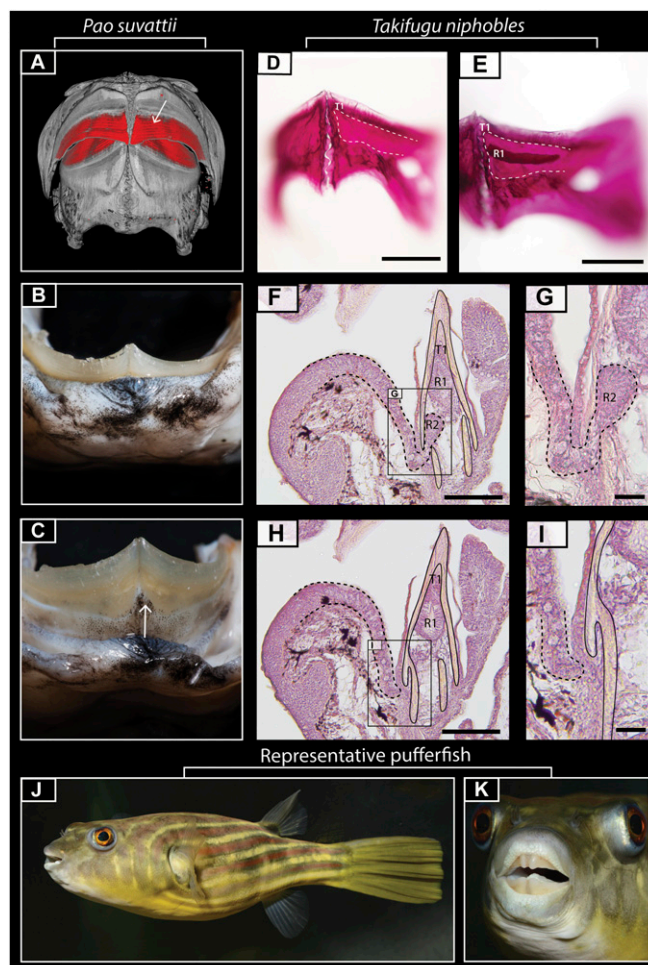 Pao suvattii
Takifugu niphobles
A
D
T1
E
T1
R1
B
F
T1
R1
G
R2
G
R2
C
H
T1
R1
I
I
Representative pufferfish
J
K